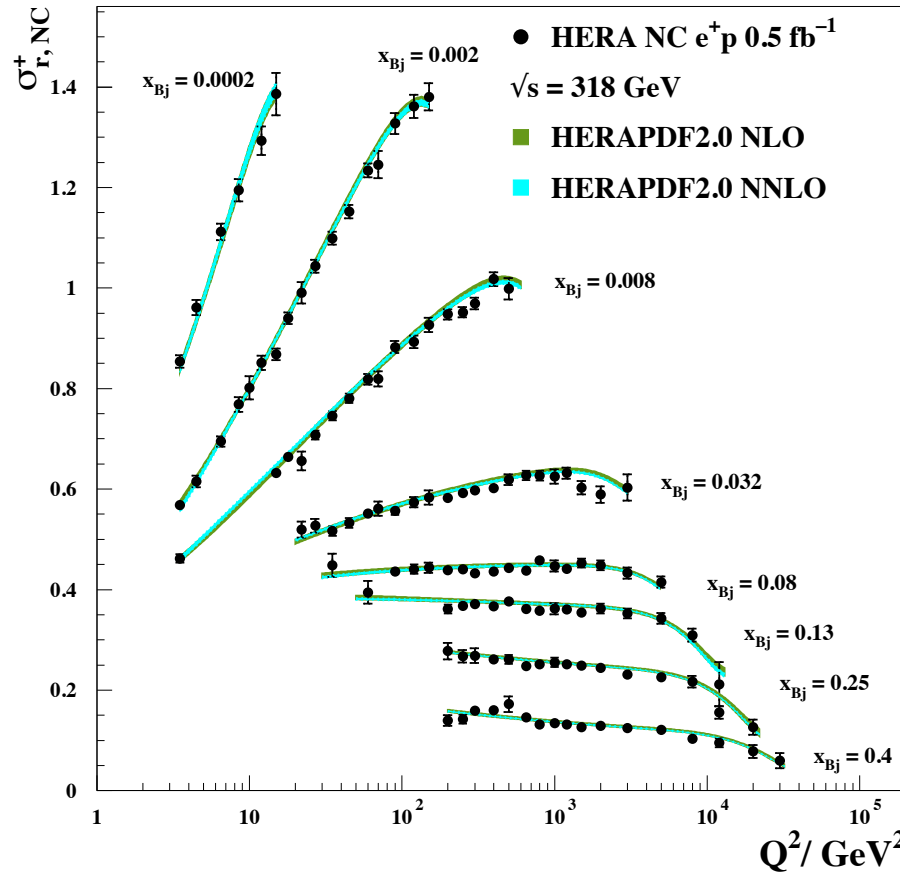 σ⁺r, NC
HERA NC e⁺p 0.5 fb⁻¹
√s = 318 GeV
HERAPDF2.0 NLO
HERAPDF2.0 NNLO
xBj = 0.0002
xBj = 0.002
xBj = 0.008
xBj = 0.032
xBj = 0.08
xBj = 0.13
xBj = 0.25
xBj = 0.4
1.4
1.2
1
0.8
0.6
0.4
0.2
0
1 10 10² 10³ 10⁴ 10⁵
Q²/ GeV²